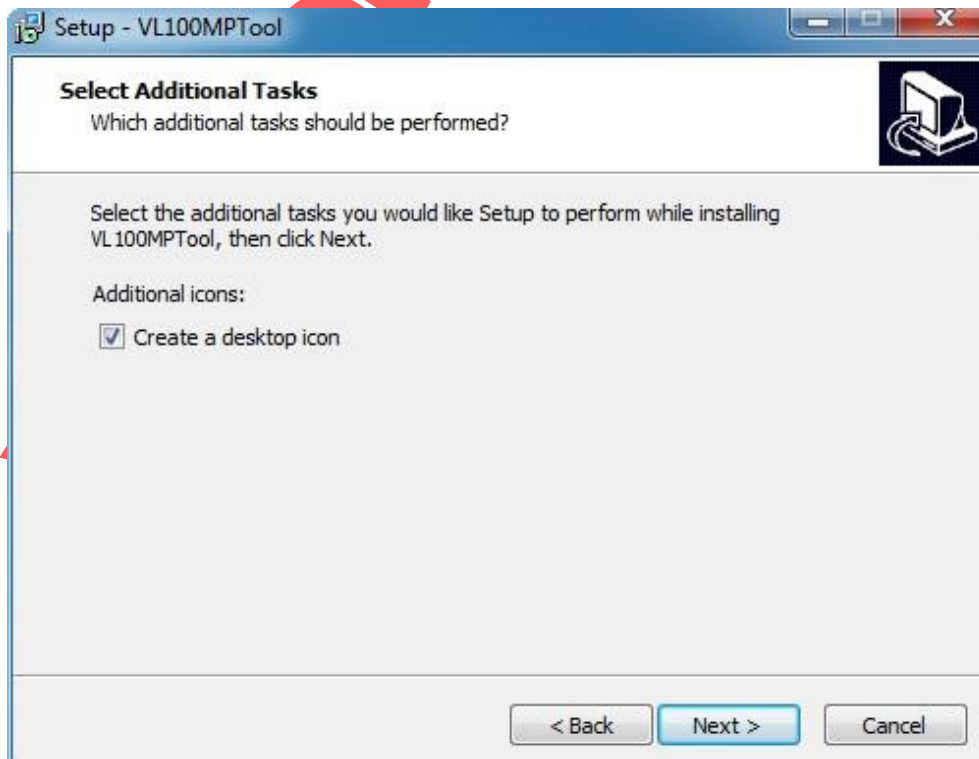 Setup - VL100MPTool
Select Additional Tasks
Which additional tasks should be performed?
Select the additional tasks you would like Setup to perform while installing
VL100MPTool, then click Next.
Additional icons:
Create a desktop icon
< Back Next > Cancel